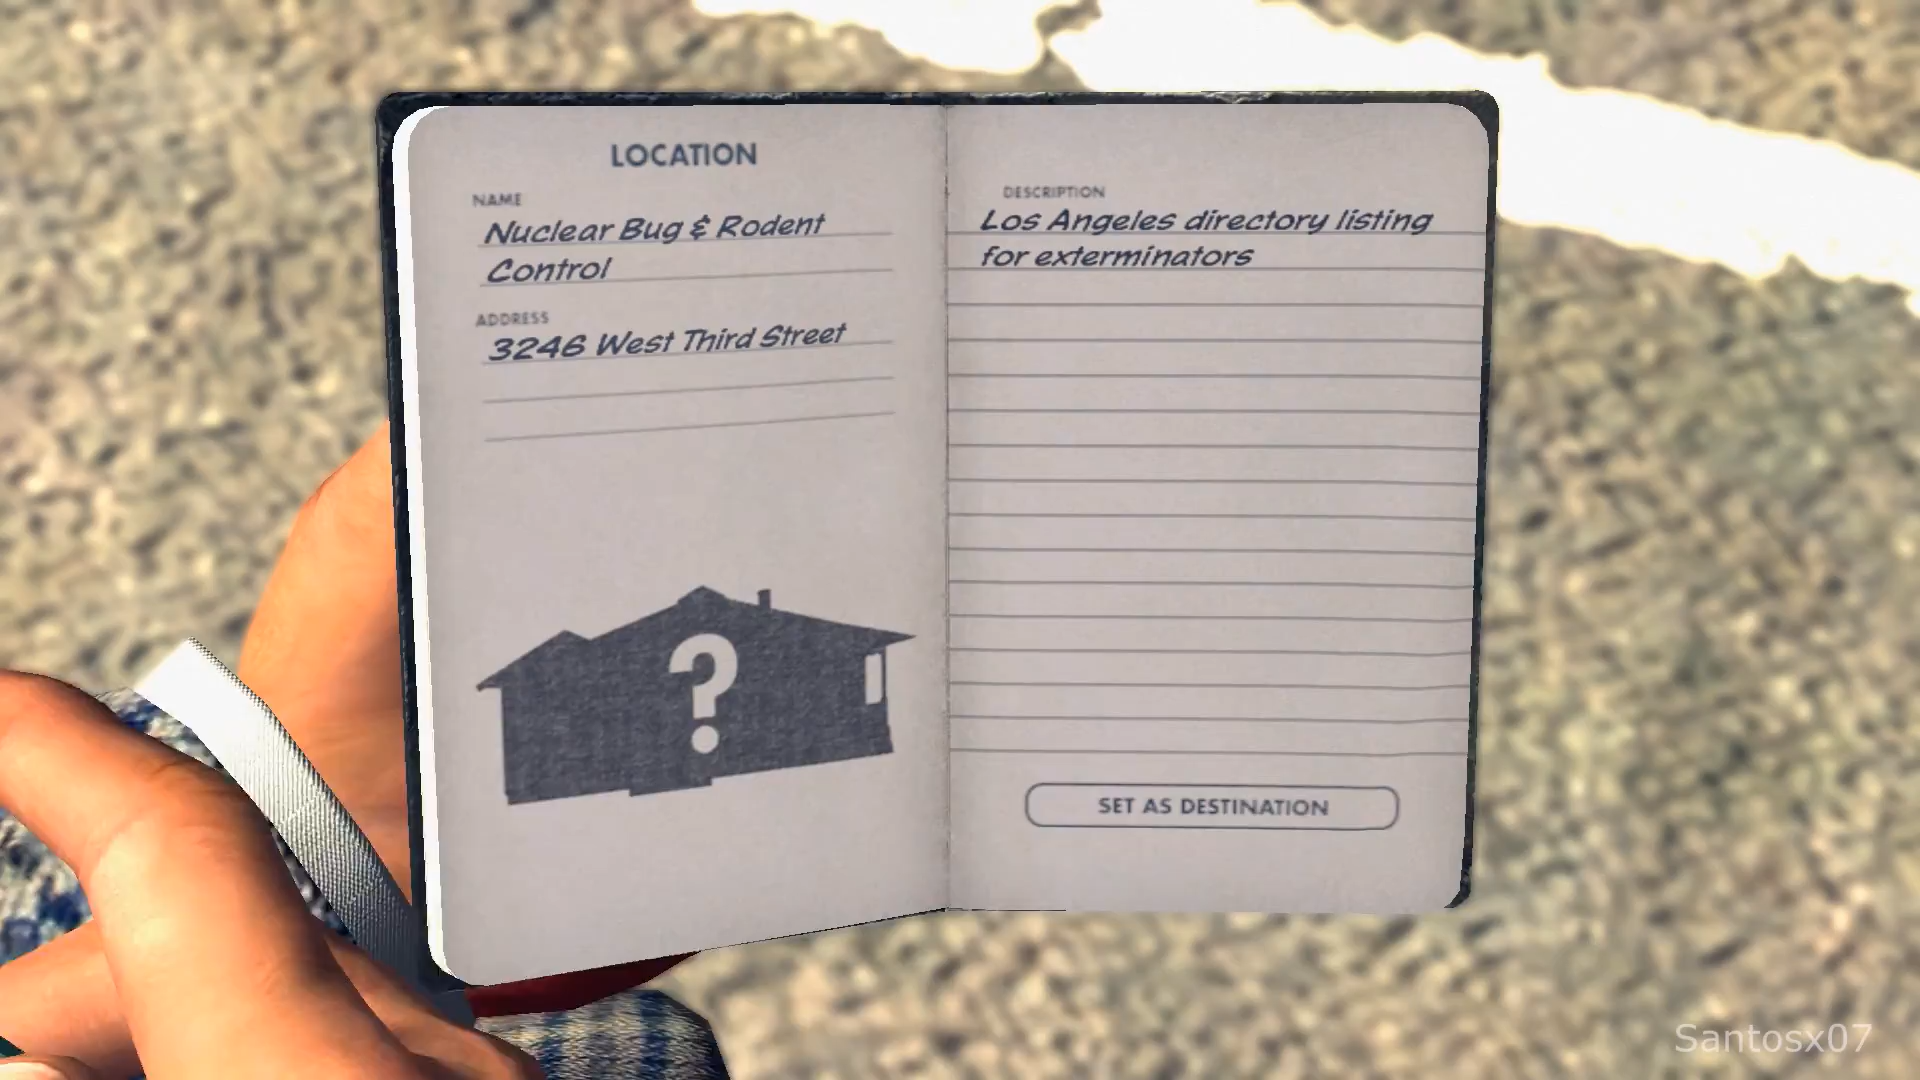 LOCATION
NAME
Nuclear Bug & Rodent
Control
ADDRESS
3246 West Third Street
?
DESCRIPTION
Los Angeles directory listing
for exterminators
SET AS DESTINATION
Santosx07